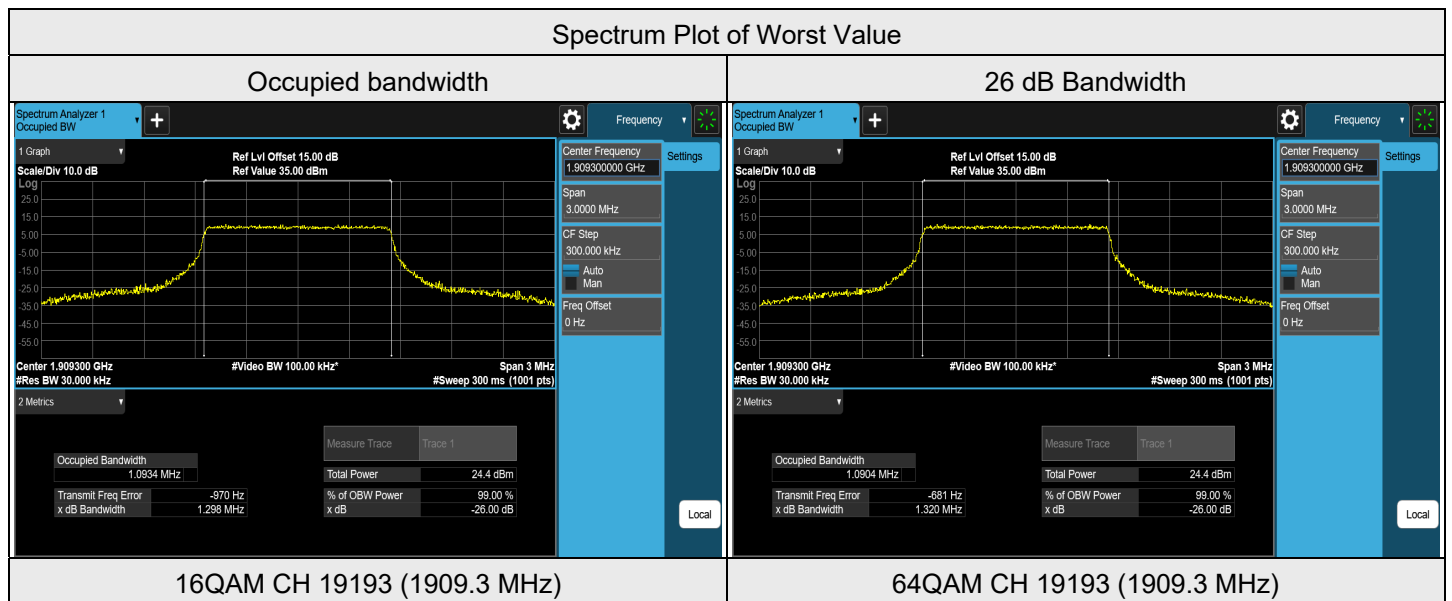 Spectrum Plot of Worst Value
Occupied bandwidth
26 dB Bandwidth
Spectrum Analyzer 1
Occupied BW
+
Frequency
1 Graph
Scale/Div 10.0 dB
Ref Lvl Offset 15.00 dB
Ref Value 35.00 dBm
Log
25.0
15.0
5.00
-5.00
-15.0
-25.0
-35.0
-45.0
-55.0
Center 1.909300 GHz
#Video BW 100.00 kHz*
Span 3 MHz
#Res BW 30.000 kHz
#Sweep 300 ms (1001 pts)
Center Frequency
1.909300000 GHz
Settings
Span
3.0000 MHz
CF Step
300.000 kHz
Auto
Man
Freq Offset
0 Hz
Local
2 Metrics
Measure Trace Trace 1
Occupied Bandwidth
1.0934 MHz
Total Power 24.4 dBm
Transmit Freq Error -970 Hz
% of OBW Power 99.00 %
x dB Bandwidth 1.298 MHz
x dB -26.00 dB
Spectrum Analyzer 1
Occupied BW
+
Frequency
1 Graph
Scale/Div 10.0 dB
Ref Lvl Offset 15.00 dB
Ref Value 35.00 dBm
Log
25.0
15.0
5.00
-5.00
-15.0
-25.0
-35.0
-45.0
-55.0
Center 1.909300 GHz
#Video BW 100.00 kHz*
Span 3 MHz
#Res BW 30.000 kHz
#Sweep 300 ms (1001 pts)
Center Frequency
1.909300000 GHz
Settings
Span
3.0000 MHz
CF Step
300.000 kHz
Auto
Man
Freq Offset
0 Hz
Local
2 Metrics
Measure Trace Trace 1
Occupied Bandwidth
1.0904 MHz
Total Power 24.4 dBm
Transmit Freq Error -681 Hz
% of OBW Power 99.00 %
x dB Bandwidth 1.320 MHz
x dB -26.00 dB
16QAM CH 19193 (1909.3 MHz)
64QAM CH 19193 (1909.3 MHz)